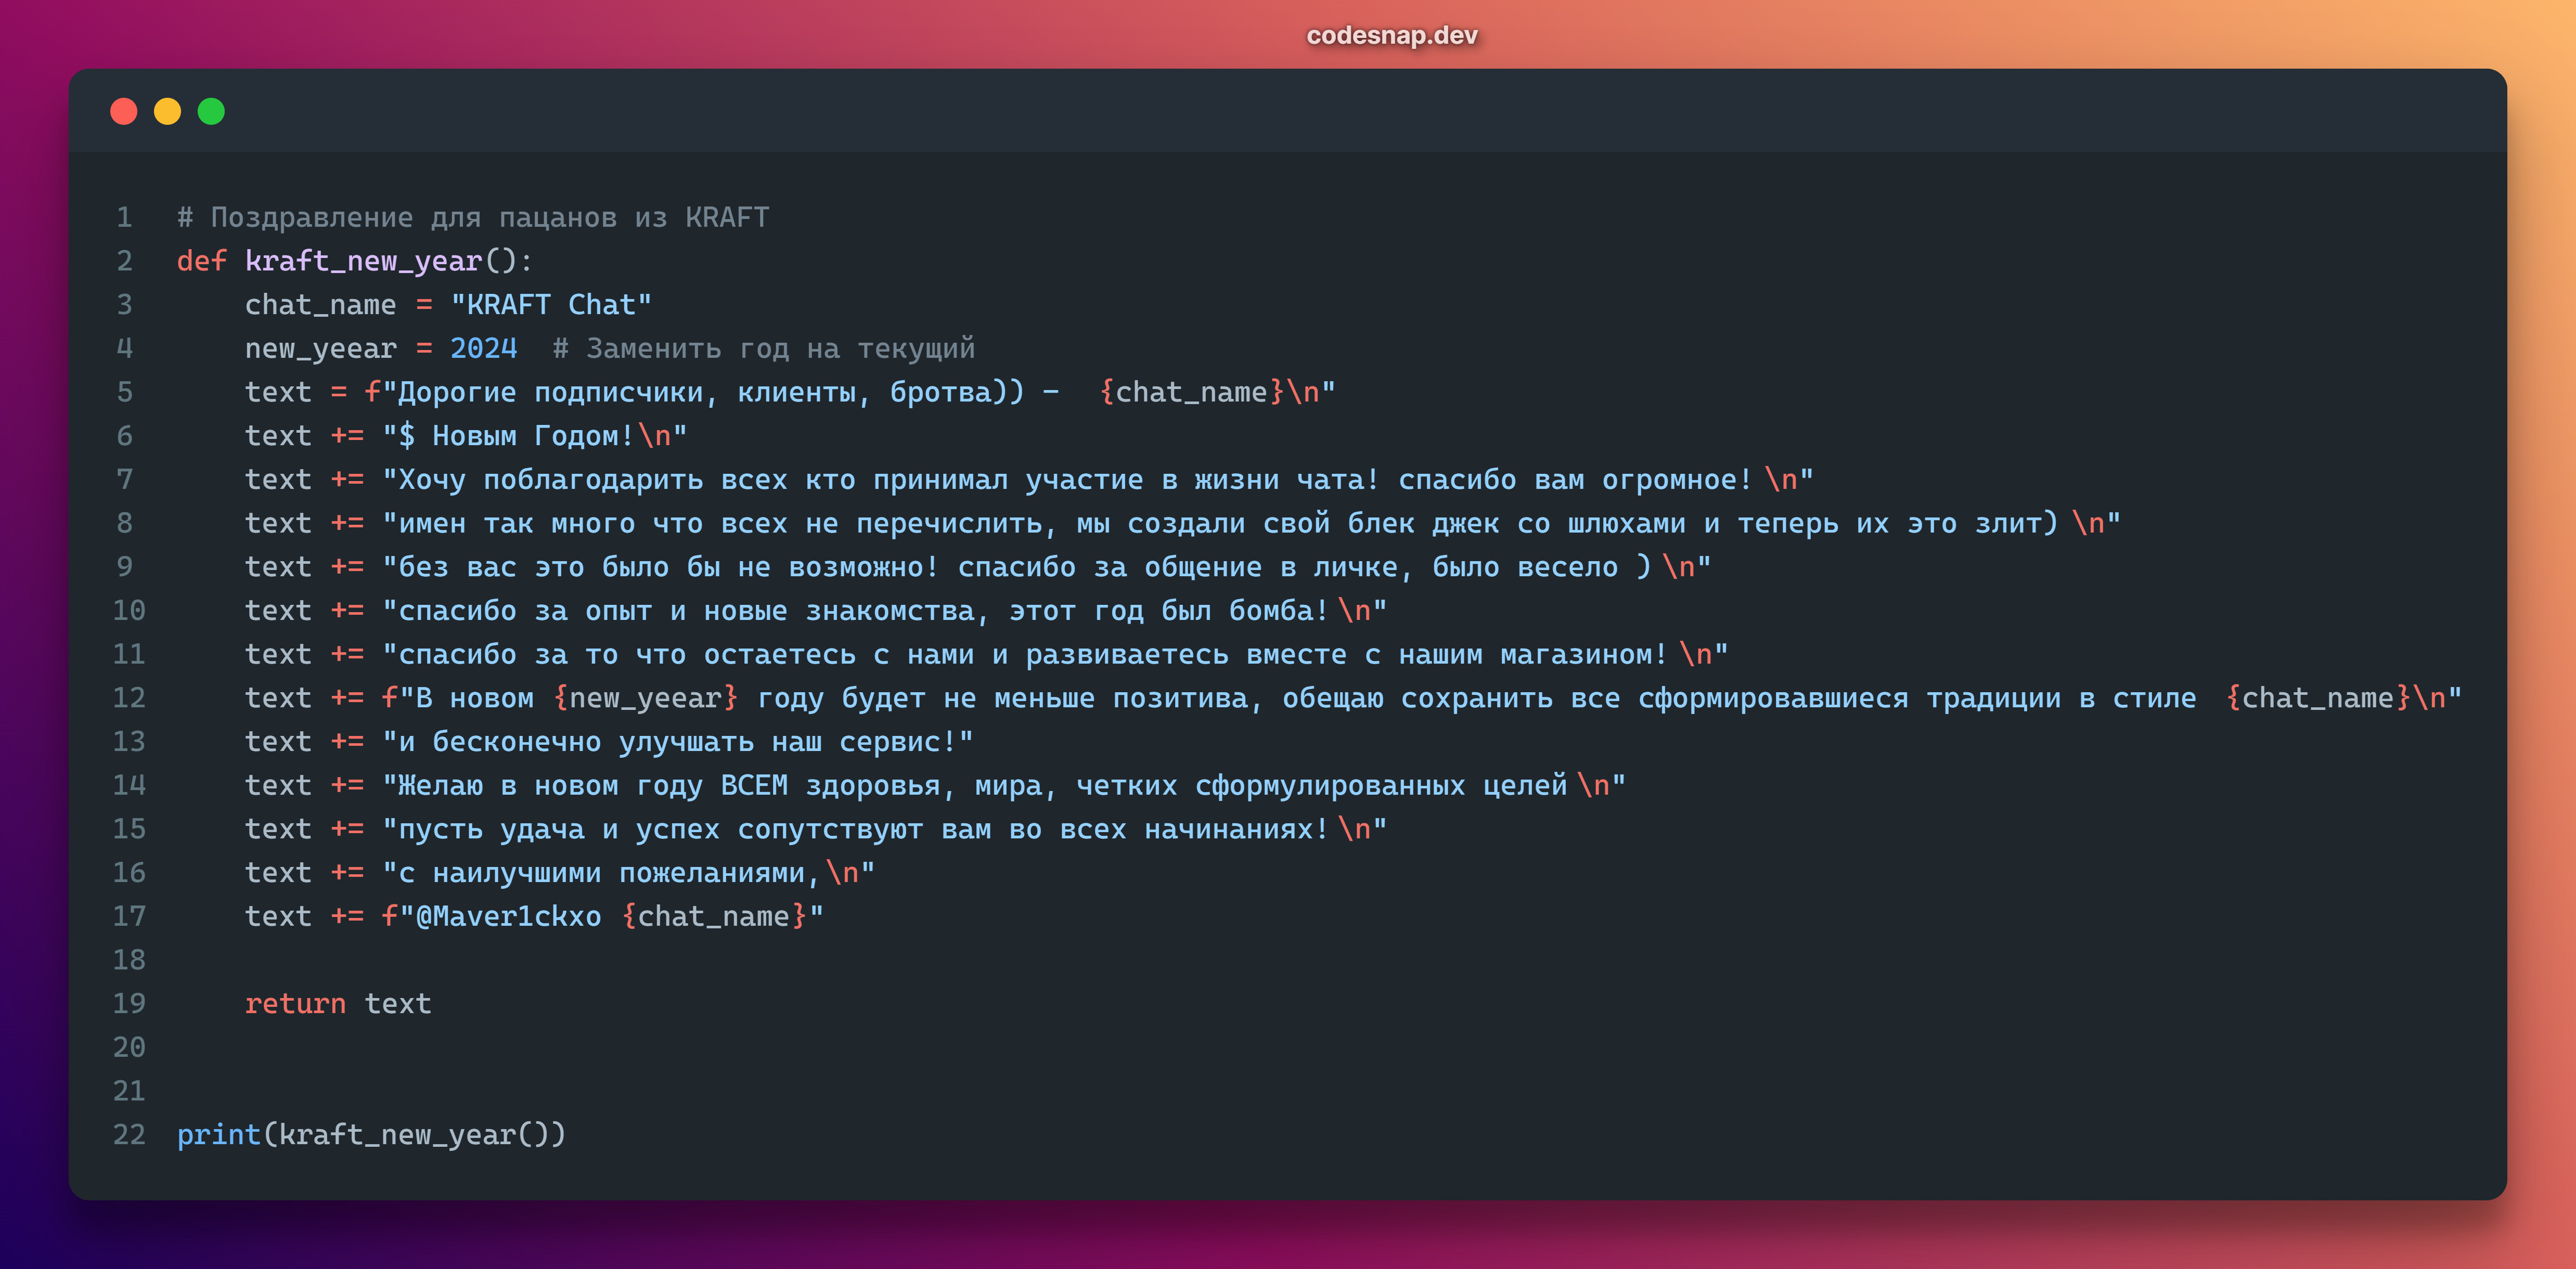 codesnap.dev
1 # Поздравление для пацанов из KRAFT
2 def kraft_new_year():
3     chat_name = "KRAFT Chat"
4     new_yeear = 2024  # Заменить год на текущий
5     text = f"Дорогие подписчики, клиенты, братва)) -  {chat_name}\n"
6     text += "$ Новым Годом!\n"
7     text += "Хочу поблагодарить всех кто принимал участие в жизни чата! спасибо вам огромное!\n"
8     text += "имен так много что всех не перечислить, мы создали свой блек джек со шлюхами и теперь их это злит)\n"
9     text += "без вас это было бы не возможно! спасибо за общение в личке, было весело )\n"
10     text += "спасибо за опыт и новые знакомства, этот год был бомба!\n"
11     text += "спасибо за то что остаетесь с нами и развиваетесь вместе с нашим магазином!\n"
12     text += f"В новом {new_yeear} году будет не меньше позитива, обещаю сохранить все сформировавшиеся традиции в стиле  {chat_name}\n"
13     text += "и бесконечно улучшать наш сервис!"
14     text += "Желаю в новом году ВСЕМ здоровья, мира, четких сформулированных целей\n"
15     text += "пусть удача и успех сопутствуют вам во всех начинаниях!\n"
16     text += "с наилучшими пожеланиями,\n"
17     text += f"@Maver1ckxo {chat_name}"
18
19     return text
20
21
22 print(kraft_new_year())